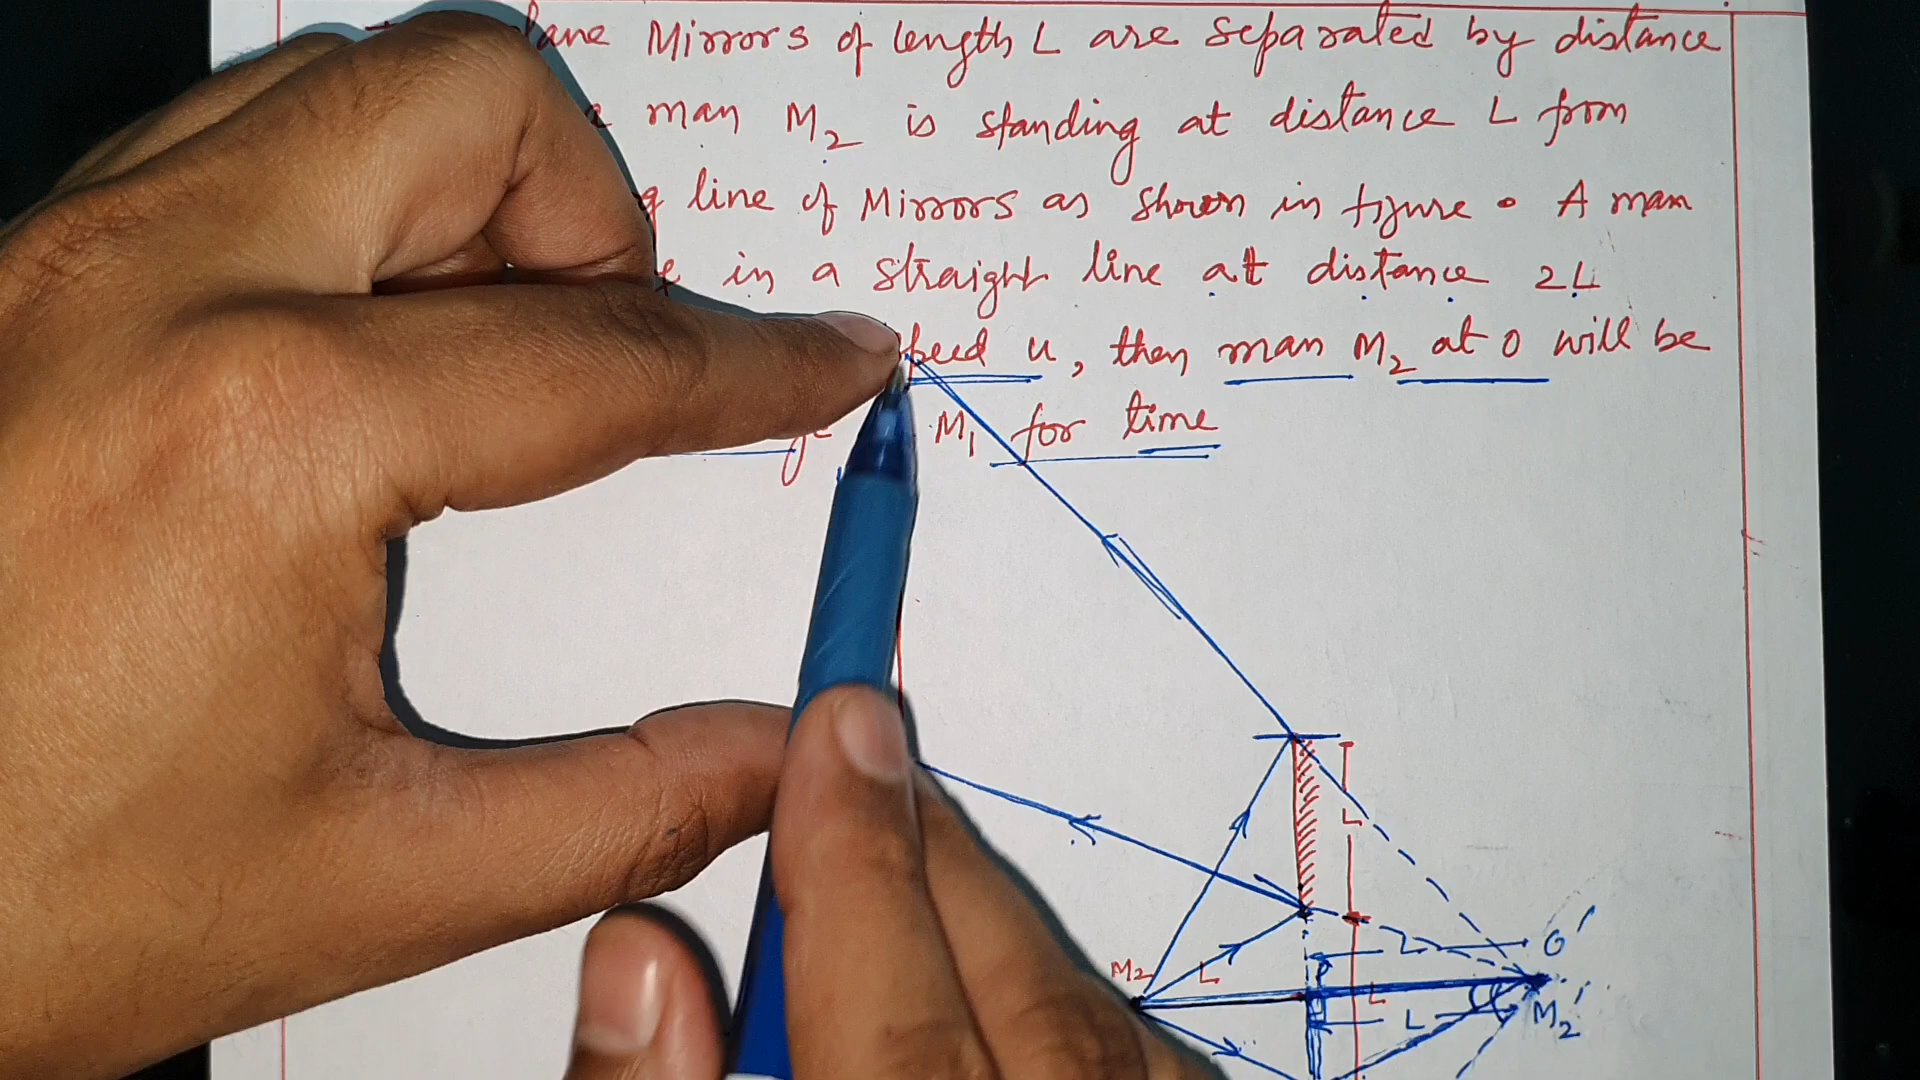 lane Mirrors of length L are separated by distance
a man M2 is standing at distance L from
g line of Mirrors as shown in figure. A man
in a straight line at distance 2L
peed u, then man M2 at O will be
M1 for time
L
O'
L
M2 L
L
M2'
L